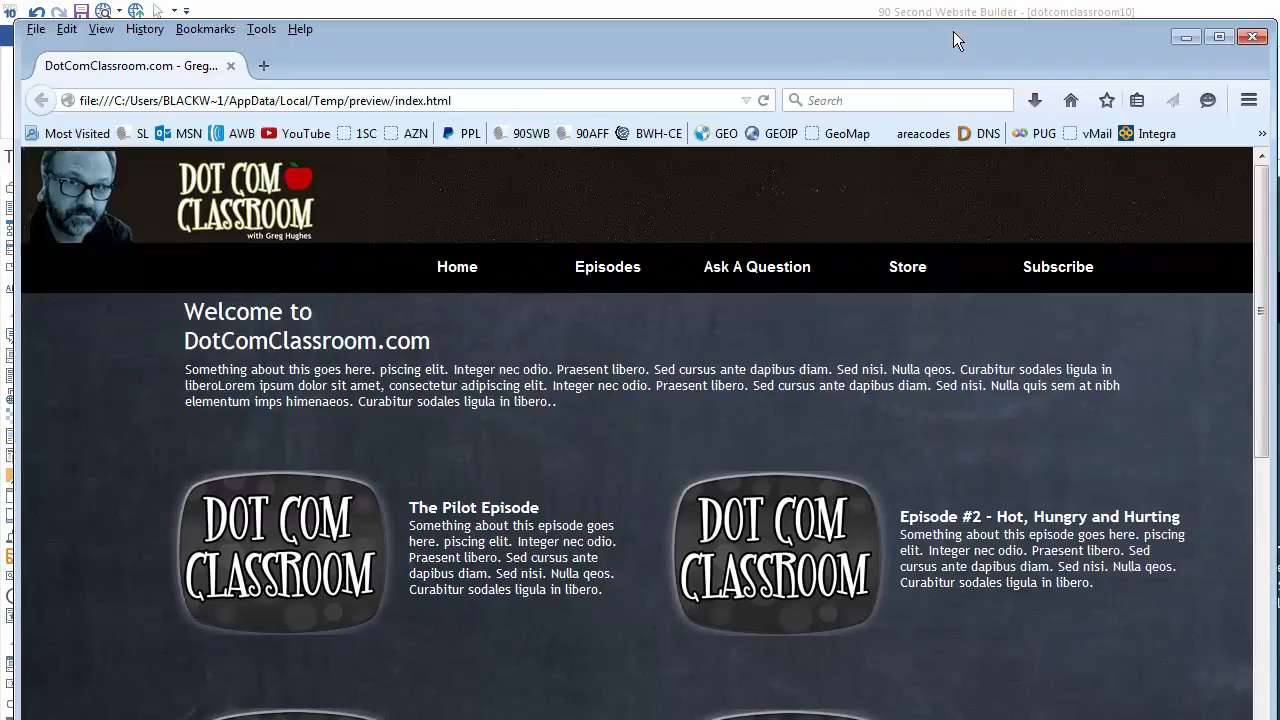 90 Second Website Builder - [dotcomclassroom10]
File Edit View History Bookmarks Tools Help
DotComClassroom.com - Greg...
file:///C:/Users/BLACKW~1/AppData/Local/Temp/preview/index.html
Search
Most Visited SL MSN AWB YouTube 1SC AZN PPL 90SWB 90AFF BWH-CE GEO GEOIP GeoMap areacodes DNS PUG vMail Integra »
DOT COM
CLASSROOM
with Greg Hughes
Home Episodes Ask A Question Store Subscribe
Welcome to
DotComClassroom.com
Something about this goes here. piscing elit. Integer nec odio. Praesent libero. Sed cursus ante dapibus diam. Sed nisi. Nulla qeos. Curabitur sodales ligula in
liberoLorem ipsum dolor sit amet, consectetur adipiscing elit. Integer nec odio. Praesent libero. Sed cursus ante dapibus diam. Sed nisi. Nulla quis sem at nibh
elementum imps himenaeos. Curabitur sodales ligula in libero..
DOT COM
CLASSROOM
The Pilot Episode
Something about this episode goes
here. piscing elit. Integer nec odio.
Praesent libero. Sed cursus ante
dapibus diam. Sed nisi. Nulla qeos.
Curabitur sodales ligula in libero.
DOT COM
CLASSROOM
Episode #2 - Hot, Hungry and Hurting
Something about this episode goes here. piscing
elit. Integer nec odio. Praesent libero. Sed
cursus ante dapibus diam. Sed nisi. Nulla qeos.
Curabitur sodales ligula in libero.